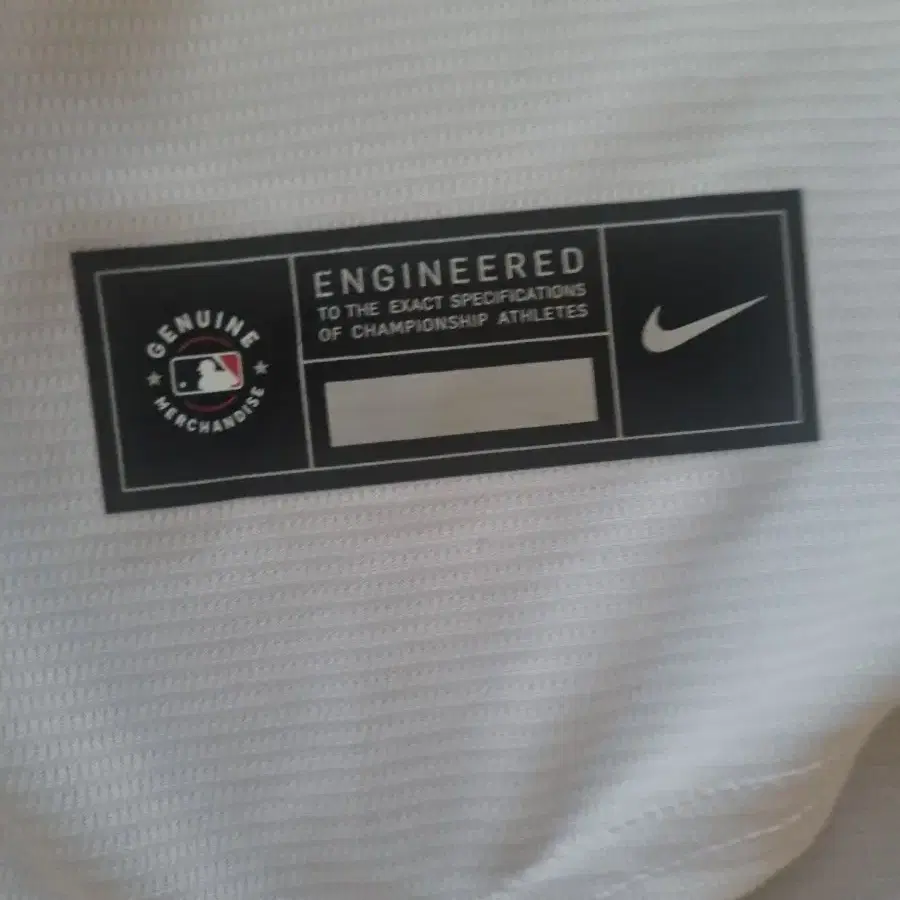 GENUINE
MERCHANDISE
ENGINEERED
TO THE EXACT SPECIFICATIONS
OF CHAMPIONSHIP ATHLETES